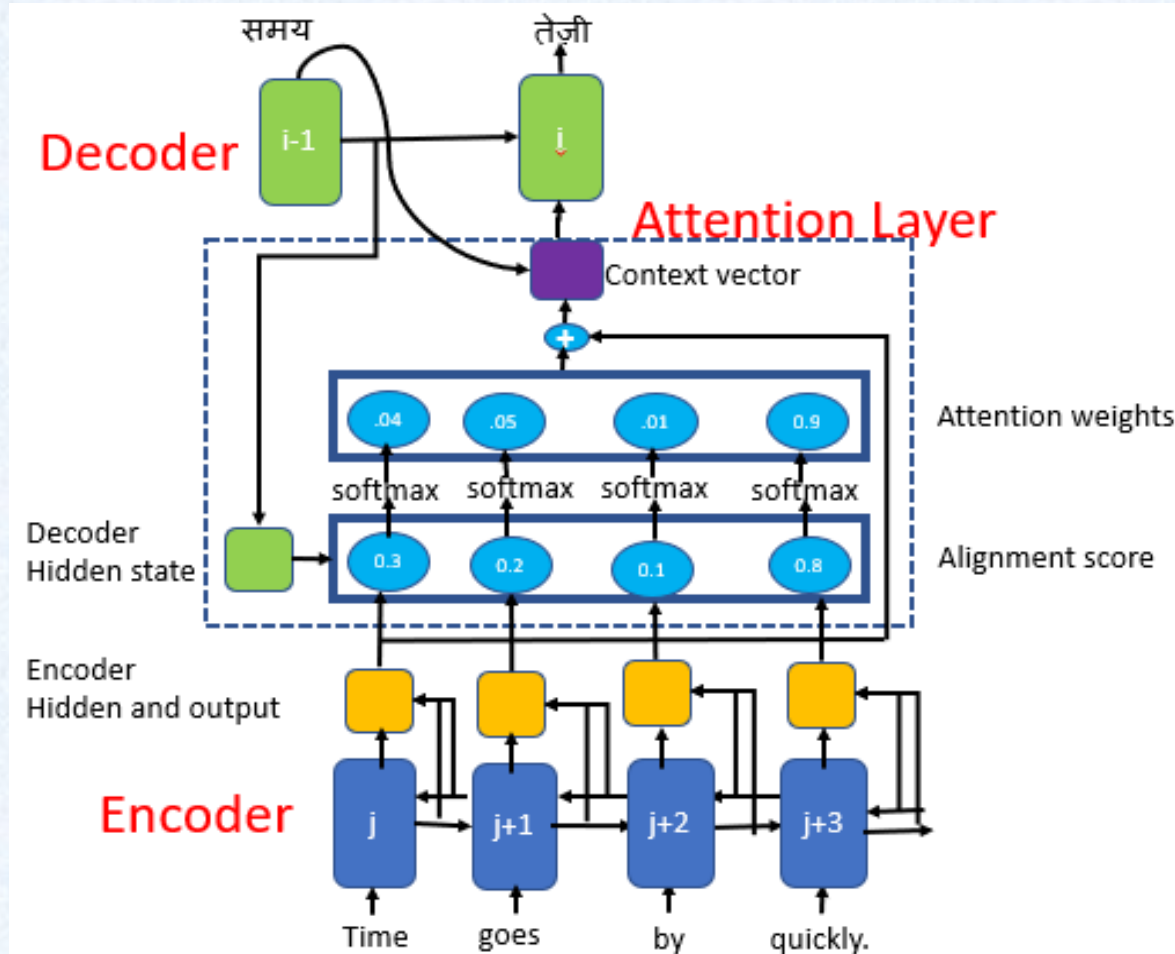 समय
तेज़ी
i-1
i
Decoder
Attention Layer
Context vector
+
.04
.05
.01
0.9
Attention weights
softmax
softmax
softmax
softmax
Decoder
Hidden state
0.3
0.2
0.1
0.8
Alignment score
Encoder
Hidden and output
Encoder
j
j+1
j+2
j+3
Time
goes
by
quickly.